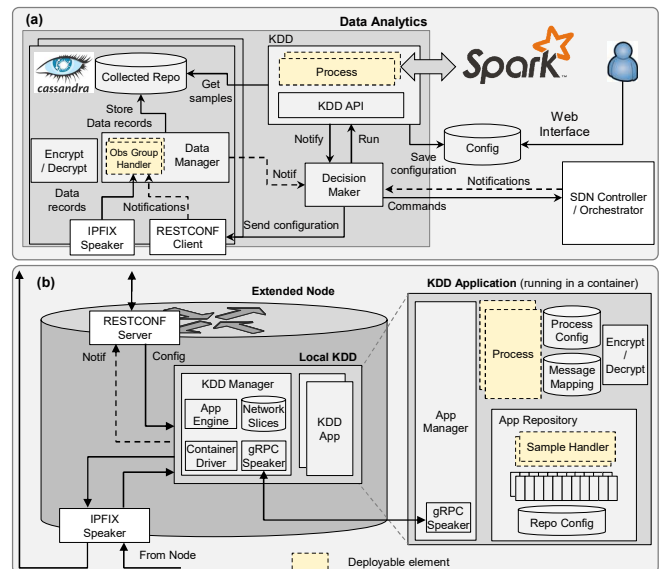 (a)
Data Analytics
KDD
cassandra
Collected Repo
Get
samples
Process
KDD API
Spark
TM
Store
Data records
Encrypt
/ Decrypt
Obs Group
Handler
Data
Manager
Notify
Run
Save
configuration
Config
Web
Interface
Notif
Decision
Maker
Notifications
Commands
SDN Controller
/ Orchestrator
Data
records
Notifications
IPFIX
Speaker
RESTCONF
Client
Send configuration
(b)
Extended Node
KDD Application (running in a container)
RESTCONF
Server
Notif
Config
Local KDD
KDD Manager
App
Engine
Network
Slices
Container
Driver
gRPC
Speaker
KDD
App
IPFIX
Speaker
From Node
App
Manager
gRPC
Speaker
Process
Process
Config
Message
Mapping
Encrypt
/
Decrypt
App Repository
Sample Handler
Repo Config
Deployable element